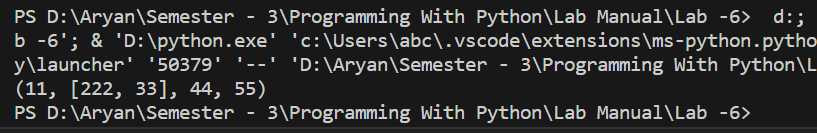 PS D:\Aryan\Semester - 3\Programming With Python\Lab Manual\Lab -6>  d:;
b -6'; & 'D:\python.exe' 'c:\Users\abc\.vscode\extensions\ms-python.pytho
y\launcher' '50379' '--' 'D:\Aryan\Semester - 3\Programming With Python\L
(11, [222, 33], 44, 55)
PS D:\Aryan\Semester - 3\Programming With Python\Lab Manual\Lab -6>